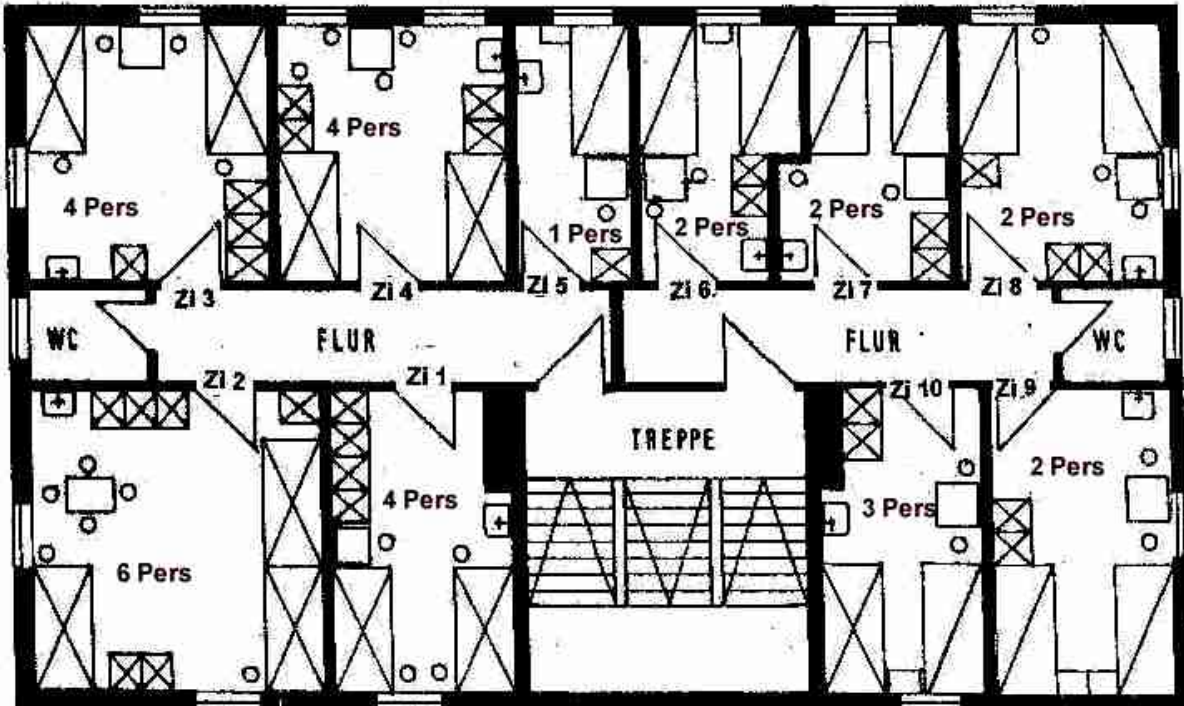 4 Pers
4 Pers
1 Pers
2 Pers
2 Pers
2 Pers
Zi 3
Zi 4
Zi 5
Zi 6
Zi 7
Zi 8
WC
FLUR
FLUR
WC
Zi 2
Zi 1
Zi 10
Zi 9
TREPPE
6 Pers
4 Pers
3 Pers
2 Pers